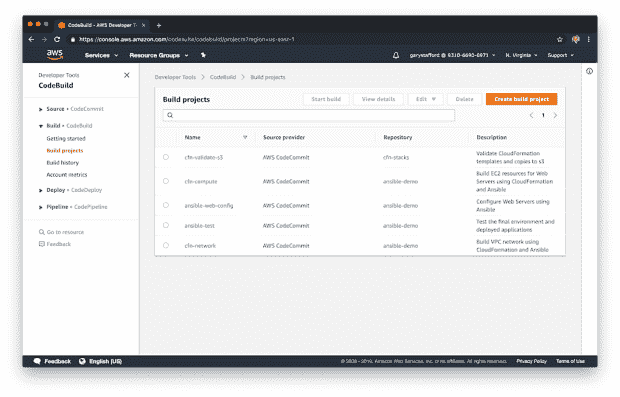 CodeBuild - AWS Developer To
https://console.aws.amazon.com/codesuite/codebuild/projects?region=us-east-1
aws
Services
Resource Groups
garystafford @
N. Virginia
Support
Developer Tools
CodeBuild
Developer Tools > CodeBuild > Build projects
Source • CodeCommit
Build • CodeBuild
Getting started
Build projects
Build history
Account metrics
Deploy • CodeDeploy
Pipeline • CodePipeline
Go to resource
Feedback
Build projects
Start build
View details
Edit
Delete
Create build project
1
Name
Source provider
Repository
Description
cfn-validate-s3
AWS CodeCommit
cfn-stacks
Validate CloudFormation
templates and copies to s3
cfn-compute
AWS CodeCommit
ansible-demo
Build EC2 resources for Web
Servers using CloudFormation
and Ansible
ansible-web-config
AWS CodeCommit
ansible-demo
Configure Web Servers using
Ansible
ansible-test
AWS CodeCommit
ansible-demo
Test the final environment and
deployed applications
cfn-network
AWS CodeCommit
ansible-demo
Build VPC network using
CloudFormation and Ansible
Feedback
English (US)
Amazon Web Services, Inc. or its affiliates. All rights reserved.
Privacy Policy
Terms of Use